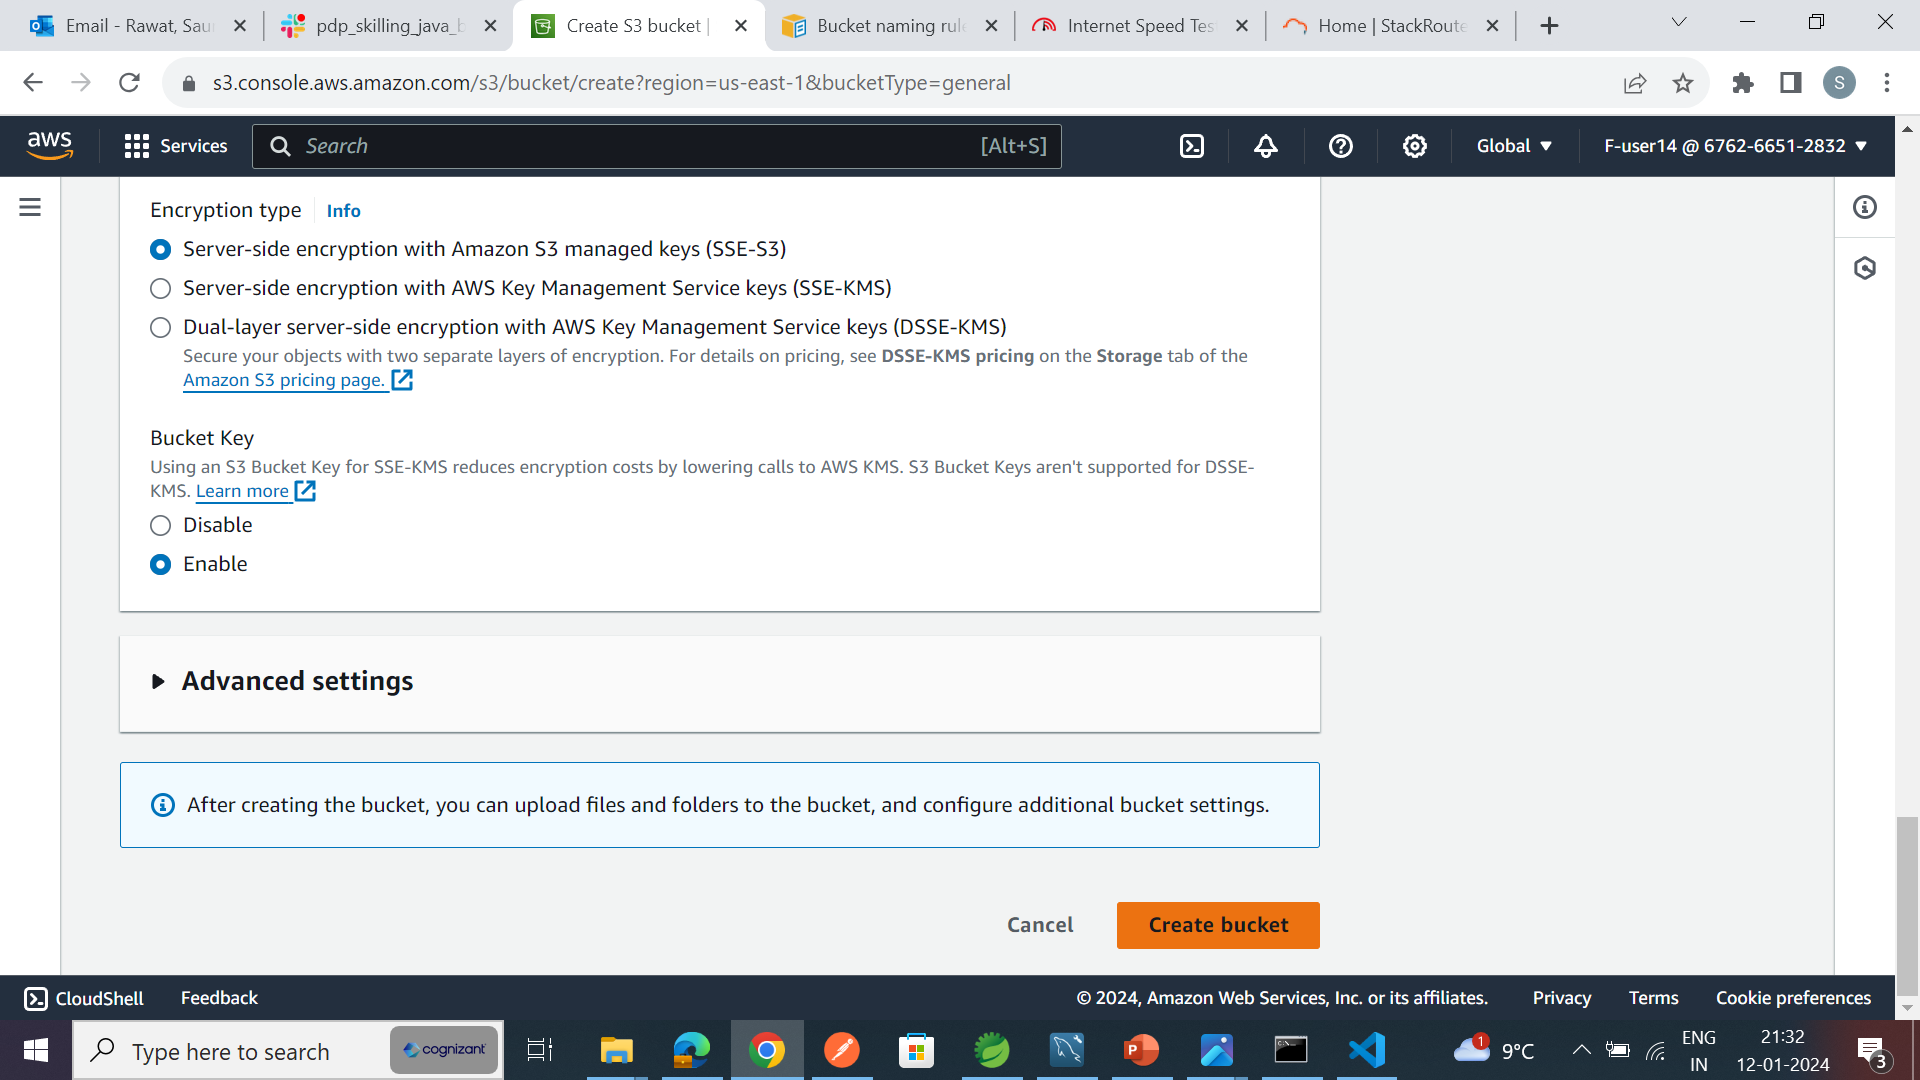 Email - Rawat, Sau
pdp_skilling_java_b
Create S3 bucket |
Bucket naming rule
Internet Speed Tes
Home | StackRoute
s3.console.aws.amazon.com/s3/bucket/create?region=us-east-1&bucketType=general
S
aws
Services
Search
[Alt+S]
Global
F-user14 @ 6762-6651-2832
Encryption type
Info
Server-side encryption with Amazon S3 managed keys (SSE-S3)
Server-side encryption with AWS Key Management Service keys (SSE-KMS)
Dual-layer server-side encryption with AWS Key Management Service keys (DSSE-KMS)
Secure your objects with two separate layers of encryption. For details on pricing, see DSSE-KMS pricing on the Storage tab of the
Amazon S3 pricing page.
Bucket Key
Using an S3 Bucket Key for SSE-KMS reduces encryption costs by lowering calls to AWS KMS. S3 Bucket Keys aren't supported for DSSE-
KMS. Learn more
Disable
Enable
Advanced settings
After creating the bucket, you can upload files and folders to the bucket, and configure additional bucket settings.
Cancel
Create bucket
CloudShell
Feedback
© 2024, Amazon Web Services, Inc. or its affiliates.
Privacy
Terms
Cookie preferences
Type here to search
cognizant
1
9°C
ENG
IN
21:32
12-01-2024
3